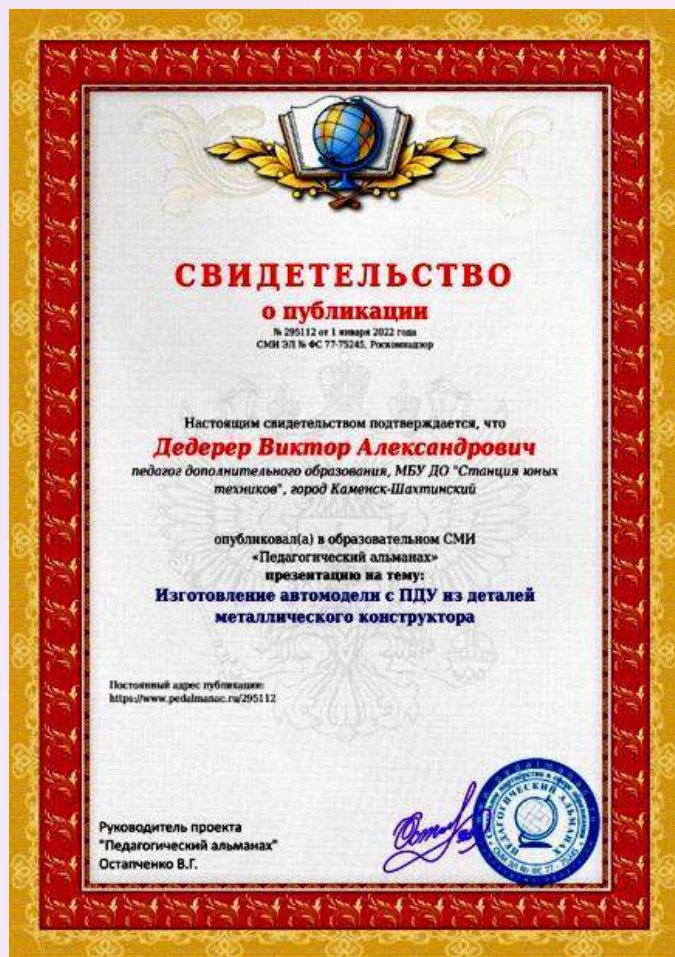 СВИДЕТЕЛЬСТВО
о публикации
№ 295112 от 1 января 2022 года
СМИ ЭЛ № ФС 77-75245, Роскомнадзор
Настоящим свидетельством подтверждается, что
Дедерер Виктор Александрович
педагог дополнительного образования, МБУ ДО "Станция юных
техников", город Каменск-Шахтинский
опубликовал(а) в образовательном СМИ
«Педагогический альманах»
презентацию на тему:
Изготовление автомодели с ПДУ из деталей
металлического конструктора
Постоянный адрес публикации:
https://www.pedalmanac.ru/295112
Руководитель проекта
"Педагогический альманах"
Остапченко В.Г.
ПЕДАГОГИЧЕСКИЙ АЛЬМАНАХ